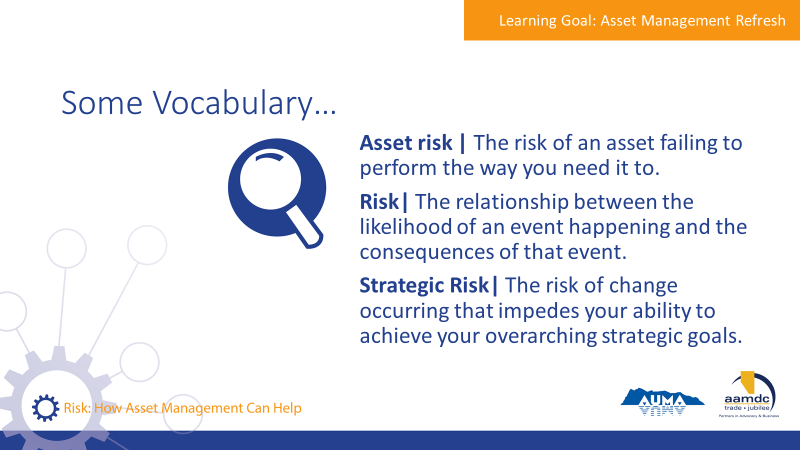 Learning Goal: Asset Management Refresh
Some Vocabulary...
Asset risk | The risk of an asset failing to
perform the way you need it to.
Risk| The relationship between the
likelihood of an event happening and the
consequences of that event.
Strategic Risk| The risk of change
occurring that impedes your ability to
achieve your overarching strategic goals.
Risk: How Asset Management Can Help
AUMA
aamdc
trade • jubilee
Partners in Advocacy & Business